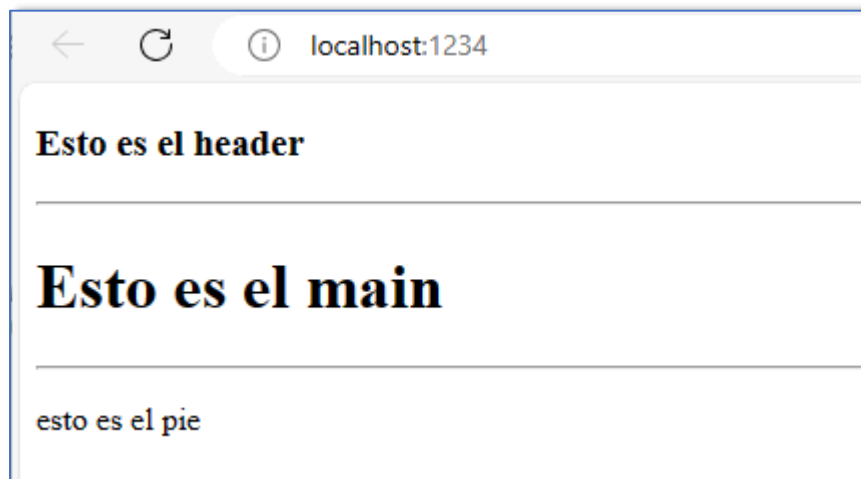 localhost:1234
Esto es el header
Esto es el main
esto es el pie